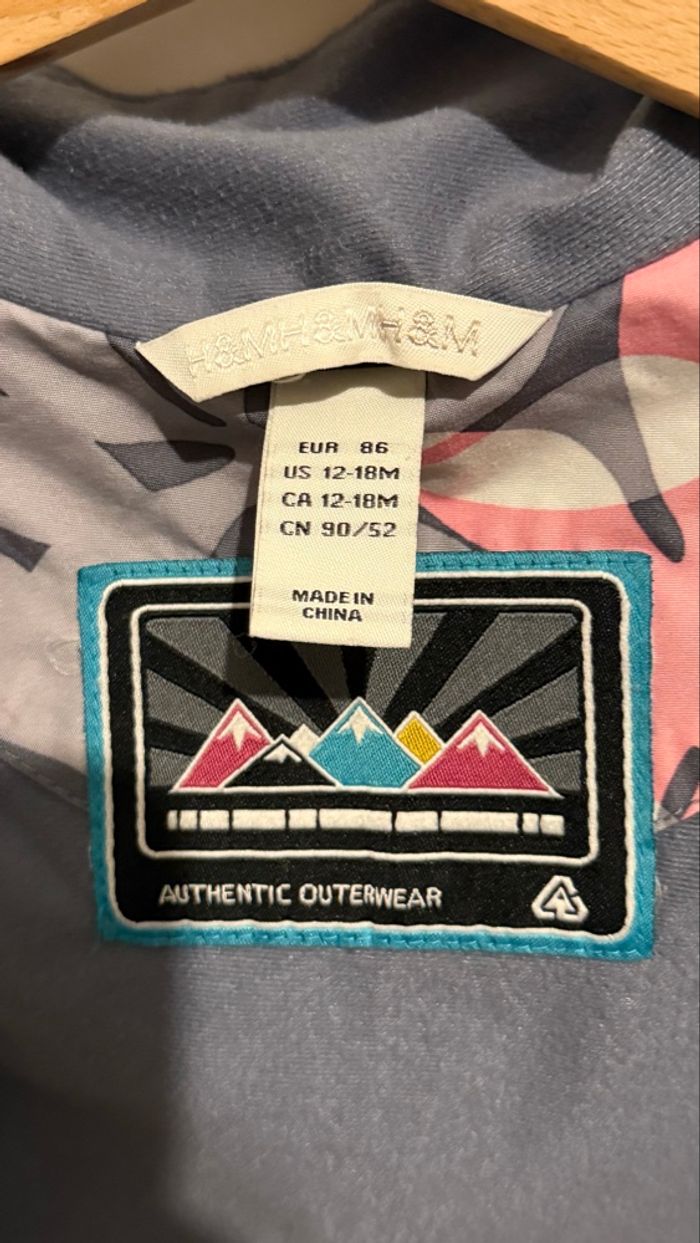 H&MH&MH&M
EUR 86
US 12-18M
CA 12-18M
CN 90/52
MADE IN
CHINA
AUTHENTIC OUTERWEAR